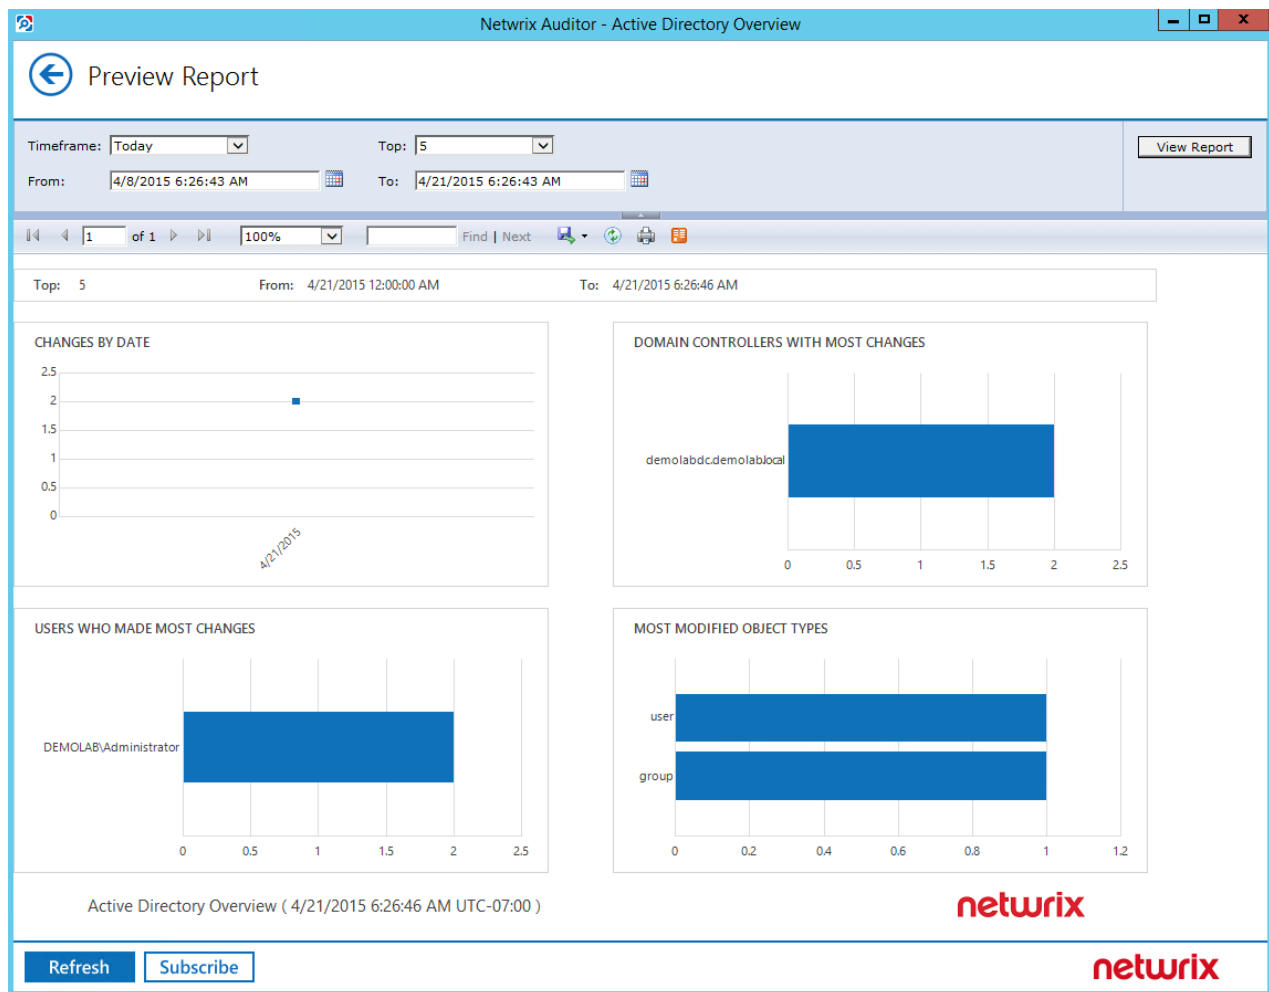 Netwrix Auditor - Active Directory Overview
Preview Report
Timeframe: Today Top: 5 View Report
From: 4/8/2015 6:26:43 AM To: 4/21/2015 6:26:43 AM
1 of 1 100% Find | Next
Top: 5 From: 4/21/2015 12:00:00 AM To: 4/21/2015 6:26:46 AM
CHANGES BY DATE
2.5
2
1.5
1
0.5
0
4/21/2015
DOMAIN CONTROLLERS WITH MOST CHANGES
demolabdc.demolab.local
0 0.5 1 1.5 2 2.5
USERS WHO MADE MOST CHANGES
DEMOLAB\Administrator
0 0.5 1 1.5 2 2.5
MOST MODIFIED OBJECT TYPES
user
group
0 0.2 0.4 0.6 0.8 1 1.2
Active Directory Overview ( 4/21/2015 6:26:46 AM UTC-07:00 )
netwrix
Refresh Subscribe
netwrix